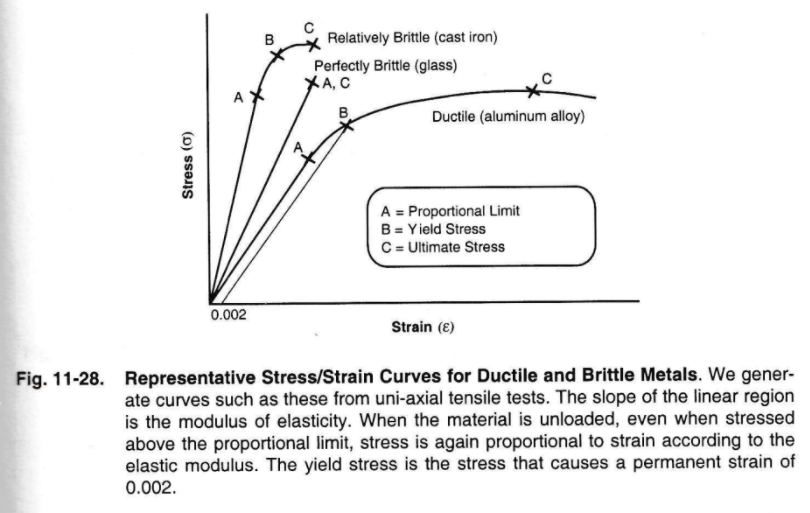 C
B
Relatively Brittle (cast iron)
Perfectly Brittle (glass)
A, C
A
C
B
Ductile (aluminum alloy)
A
Stress (σ)
A = Proportional Limit
B = Yield Stress
C = Ultimate Stress
0.002
Strain (ε)
Fig. 11-28. Representative Stress/Strain Curves for Ductile and Brittle Metals. We gener-
ate curves such as these from uni-axial tensile tests. The slope of the linear region
is the modulus of elasticity. When the material is unloaded, even when stressed
above the proportional limit, stress is again proportional to strain according to the
elastic modulus. The yield stress is the stress that causes a permanent strain of
0.002.